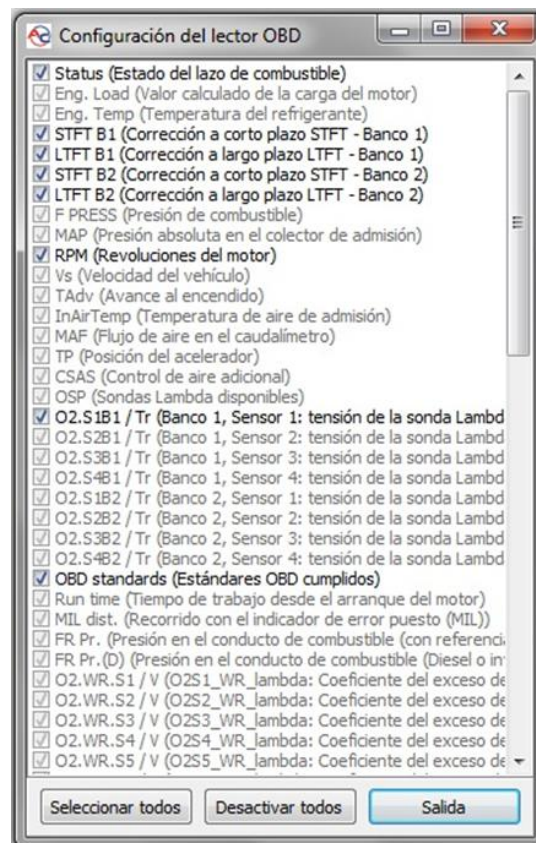 Configuración del lector OBD
Status (Estado del lazo de combustible)
Eng. Load (Valor calculado de la carga del motor)
Eng. Temp (Temperatura del refrigerante)
STFT B1 (Corrección a corto plazo STFT - Banco 1)
LTFT B1 (Corrección a largo plazo LTFT - Banco 1)
STFT B2 (Corrección a corto plazo STFT - Banco 2)
LTFT B2 (Corrección a largo plazo LTFT - Banco 2)
F PRESS (Presión de combustible)
MAP (Presión absoluta en el colector de admisión)
RPM (Revoluciones del motor)
Vs (Velocidad del vehículo)
TAdv (Avance al encendido)
InAirTemp (Temperatura de aire de admisión)
MAF (Flujo de aire en el caudalímetro)
TP (Posición del acelerador)
CSAS (Control de aire adicional)
OSP (Sondas Lambda disponibles)
O2.S1B1 / Tr (Banco 1, Sensor 1: tensión de la sonda Lambd
O2.S2B1 / Tr (Banco 1, Sensor 2: tensión de la sonda Lambd
O2.S3B1 / Tr (Banco 1, Sensor 3: tensión de la sonda Lambd
O2.S4B1 / Tr (Banco 1, Sensor 4: tensión de la sonda Lambd
O2.S1B2 / Tr (Banco 2, Sensor 1: tensión de la sonda Lambd
O2.S2B2 / Tr (Banco 2, Sensor 2: tensión de la sonda Lambd
O2.S3B2 / Tr (Banco 2, Sensor 3: tensión de la sonda Lambd
O2.S4B2 / Tr (Banco 2, Sensor 4: tensión de la sonda Lambd
OBD standards (Estándares OBD cumplidos)
Run time (Tiempo de trabajo desde el arranque del motor)
MIL dist. (Recorrido con el indicador de error puesto (MIL))
FR Pr. (Presión en el conducto de combustible (con referenci
FR Pr.(D) (Presión en el conducto de combustible (Diesel o in
O2.WR.S1 / V (O2S1_WR_lambda: Coeficiente del exceso de
O2.WR.S2 / V (O2S2_WR_lambda: Coeficiente del exceso de
O2.WR.S3 / V (O2S3_WR_lambda: Coeficiente del exceso de
O2.WR.S4 / V (O2S4_WR_lambda: Coeficiente del exceso de
O2.WR.S5 / V (O2S5_WR_lambda: Coeficiente del exceso de
Seleccionar todos Desactivar todos Salida